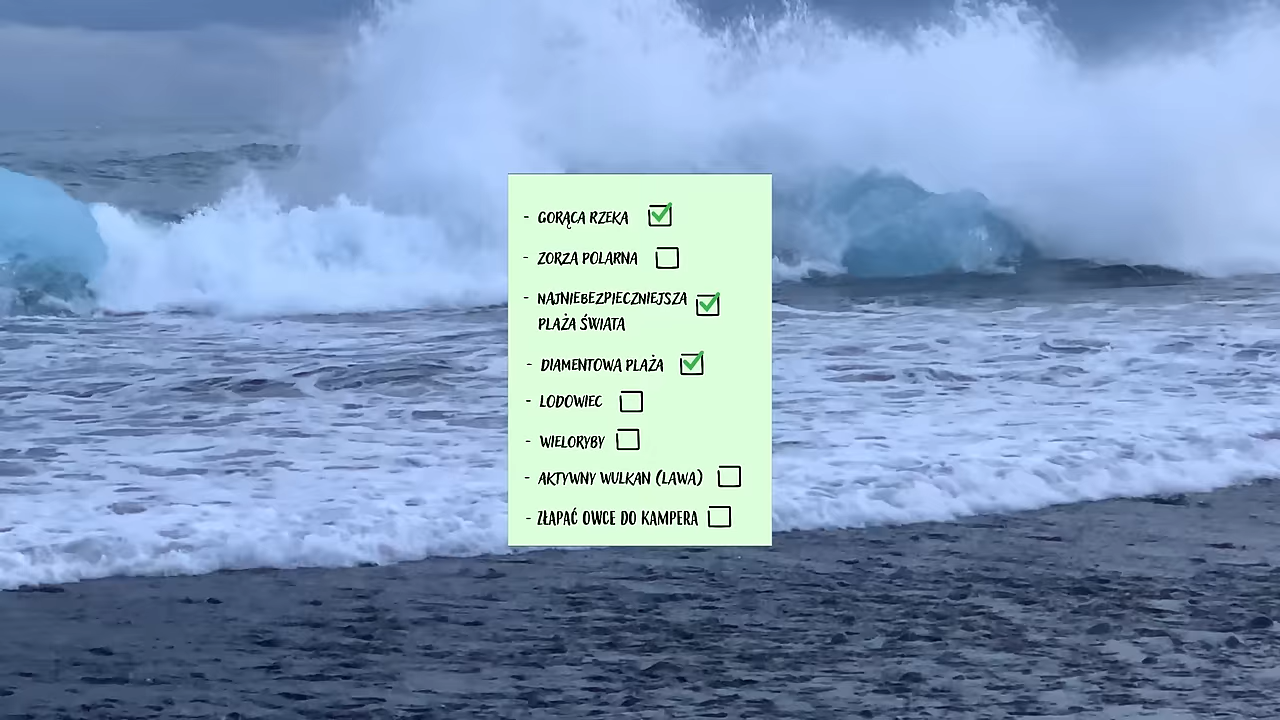 - GORĄCA RZEKA
- ZORZA POLARNA
- NAJNIEBEZPIECZNIEJSZA
PLAŻA ŚWIATA
- DIAMENTOWA PLAŻA
- LODOWIEC
- WIELORYBY
- AKTYWNY WULKAN (LAWA)
- ZŁAPAĆ OWCE DO KAMPERA